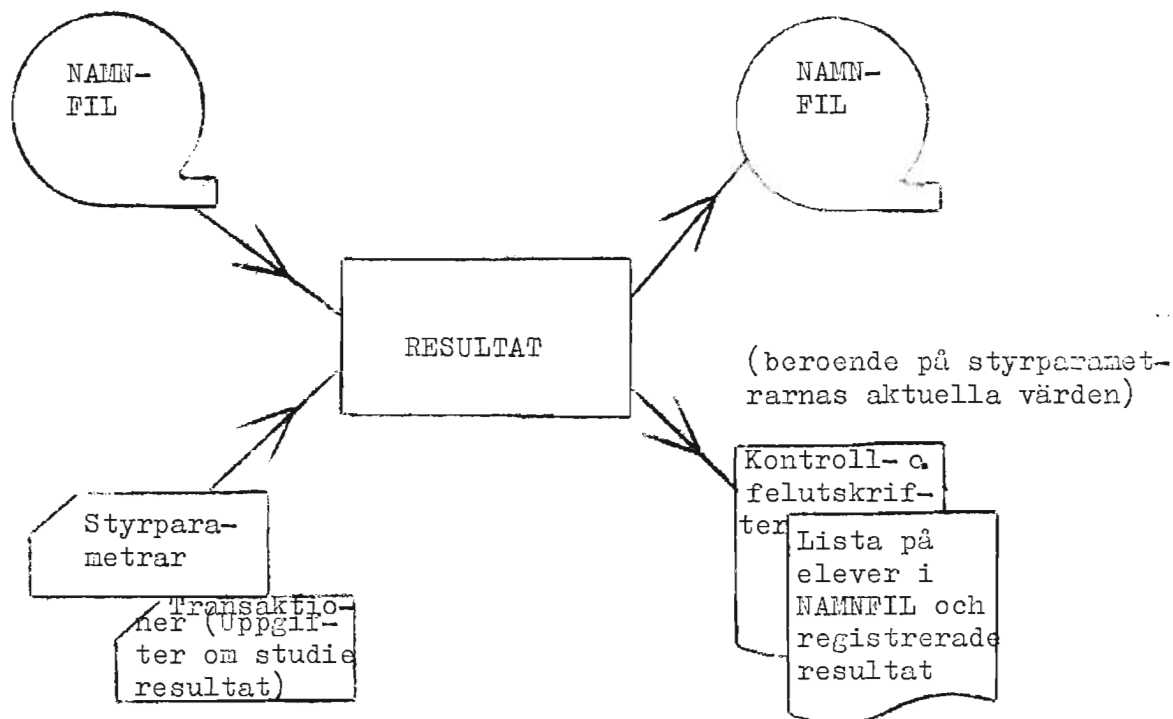 NAMN-
FIL
NAMN-
FIL
RESULTAT
(beroende på styrparamet-
rarnas aktuella värden)
Styrpara-
metrar
Transaktio-
ner (Uppgif-
ter om studie
resultat)
Kontroll- o.
felutskrif-
ter
Lista på
elever i
NAMNFIL och
registrerade
resultat